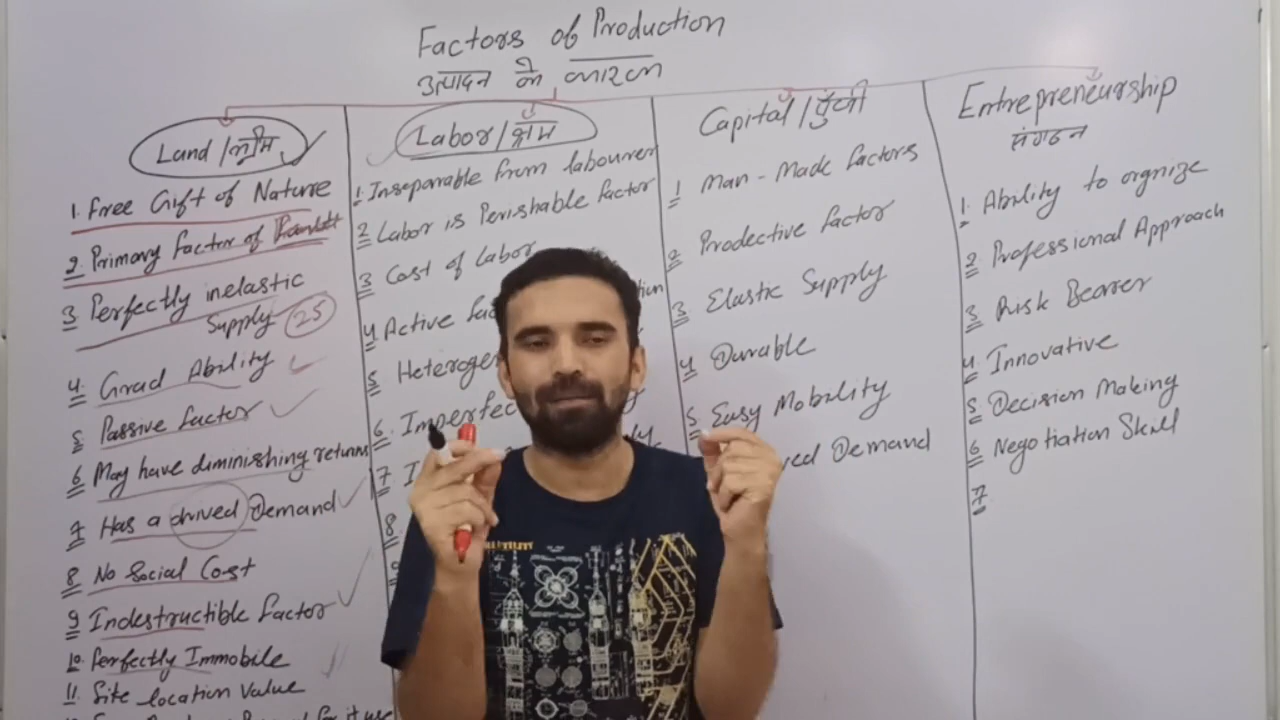 Factors of Production
उत्पादन के कारक
Land/भूमि
1. Free Gift of Nature
2. Primary factor of
3 Perfectly inelastic
Supply 25
4. Grad Ability
5 Passive factor
6 May have diminishing returns
7 Has a drived Demand
8 No Social Cost
9 Indestructible factor
10. Perfectly Immobile
11. Site location Value
Labor/श्रम
1. Inseparable from labourer
2 Labor is Perishable factor
3 Cost of Labor
4 Active
5 Heteroge
6. Imperfec
7 I
8
Capital/पूंजी
1 Man-Made factors
2 Prodective factor
3 Elastic Supply
4 Durable
5 Easy Mobility
ved Demand
Entrepreneurship
संगठन
1. Ability to orgnize
2 Professional Approach
3 Risk Bearer
4. Innovative
5 Decision Making
6 Negotiation Skill
7